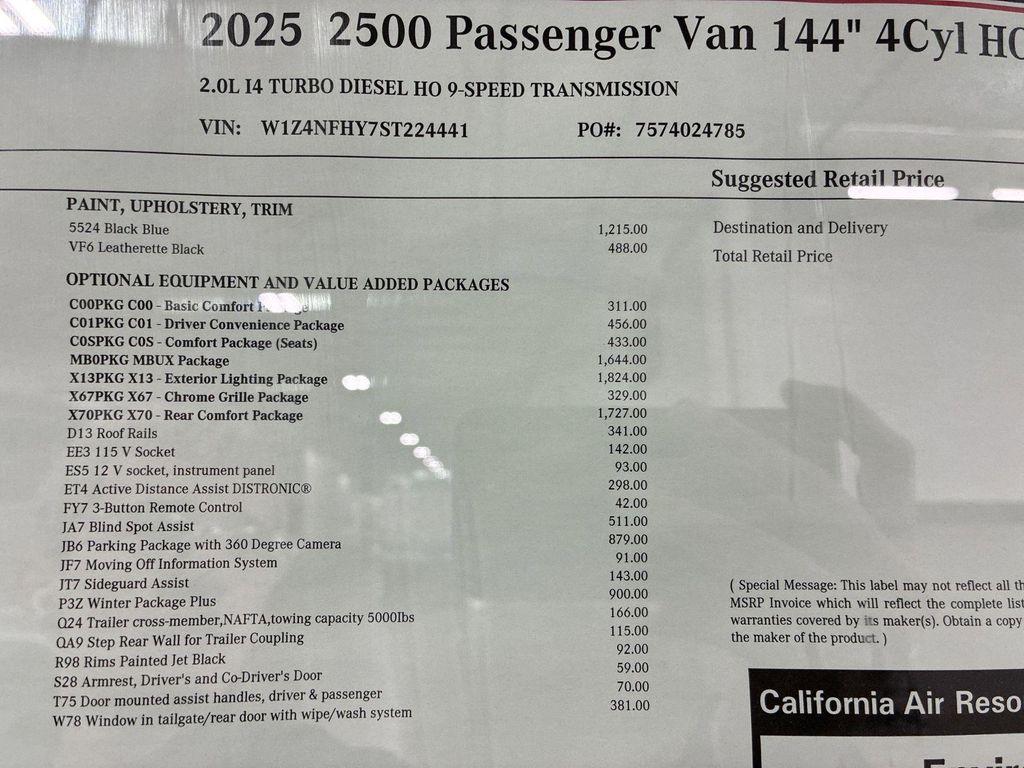 2025 2500 Passenger Van 144" 4Cyl HO
2.0L I4 TURBO DIESEL HO 9-SPEED TRANSMISSION
VIN: W1Z4NFHY7ST224441 PO#: 7574024785
Suggested Retail Price
PAINT, UPHOLSTERY, TRIM
5524 Black Blue 1,215.00 Destination and Delivery
VF6 Leatherette Black 488.00 Total Retail Price
OPTIONAL EQUIPMENT AND VALUE ADDED PACKAGES
C00PKG C00 - Basic Comfort 311.00
C01PKG C01 - Driver Convenience Package 456.00
C0SPKG C0S - Comfort Package (Seats) 433.00
MB0PKG MBUX Package 1,644.00
X13PKG X13 - Exterior Lighting Package 1,824.00
X67PKG X67 - Chrome Grille Package 329.00
X70PKG X70 - Rear Comfort Package 1,727.00
D13 Roof Rails 341.00
EE3 115 V Socket 142.00
ES5 12 V socket, instrument panel 93.00
ET4 Active Distance Assist DISTRONIC® 298.00
FY7 3-Button Remote Control 42.00
JA7 Blind Spot Assist 511.00
JB6 Parking Package with 360 Degree Camera 879.00
JF7 Moving Off Information System 91.00
JT7 Sideguard Assist 143.00
P3Z Winter Package Plus 900.00
Q24 Trailer cross-member,NAFTA,towing capacity 5000lbs 166.00
QA9 Step Rear Wall for Trailer Coupling 115.00
R98 Rims Painted Jet Black 92.00
S28 Armrest, Driver's and Co-Driver's Door 59.00
T75 Door mounted assist handles, driver & passenger 70.00
W78 Window in tailgate/rear door with wipe/wash system 381.00
( Special Message: This label may not reflect all
MSRP Invoice which will reflect the complete list
warranties covered by its maker(s). Obtain a copy
the maker of the product. )
California Air Reso